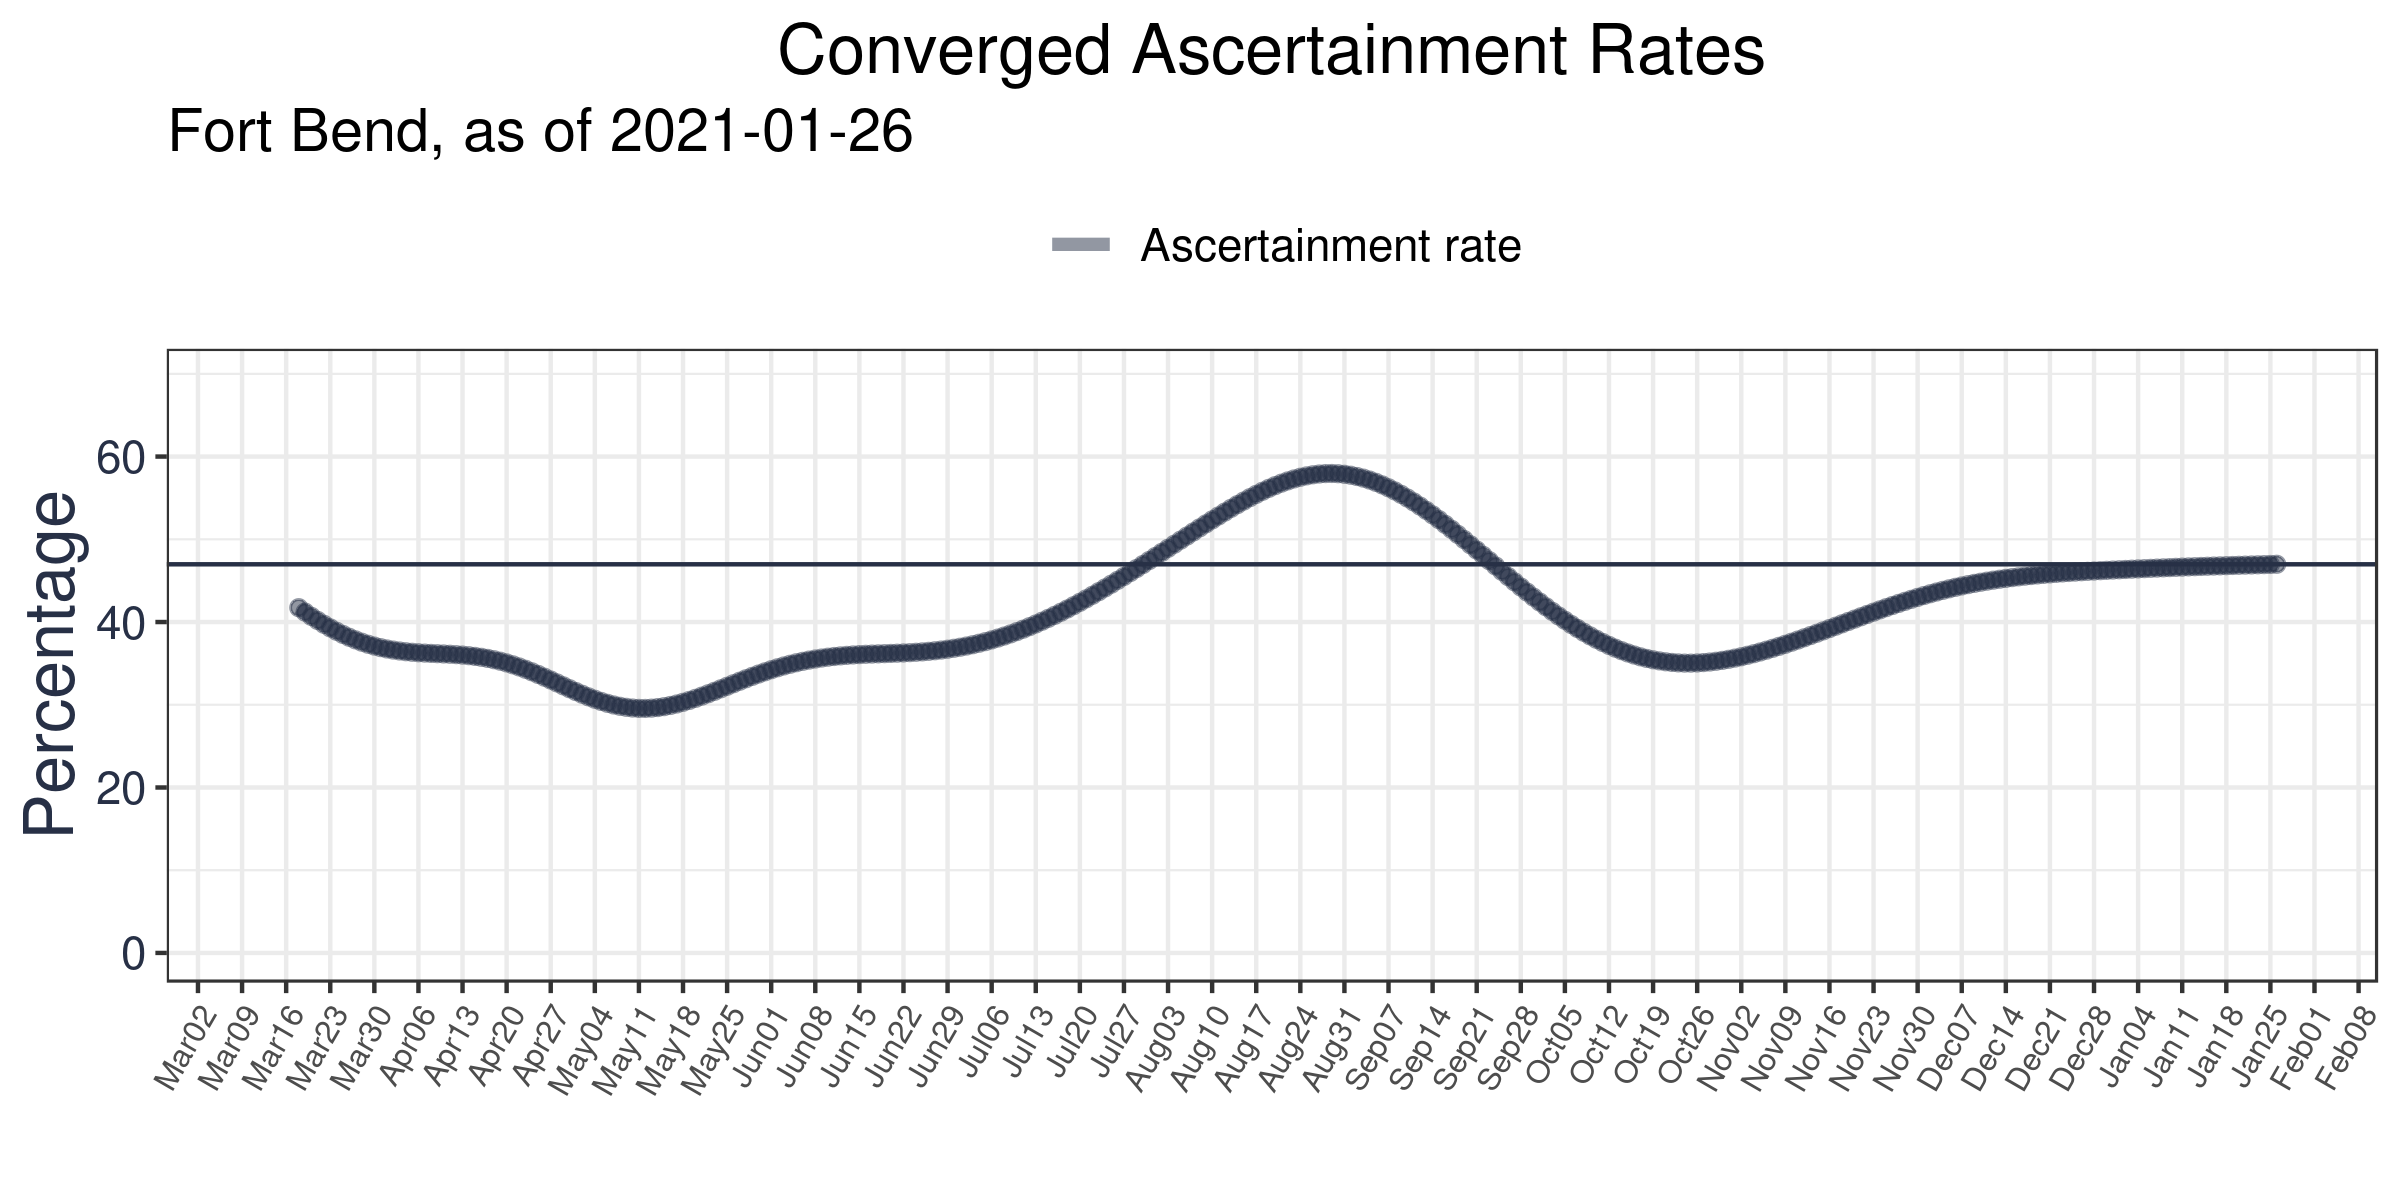 Converged Ascertainment Rates
Fort Bend, as of 2021-01-26
Ascertainment rate
Percentage
60
40
20
0
Mar02 Mar09 Mar16 Mar23 Mar30 Apr06 Apr13 Apr20 Apr27 May04 May11 May18 May25 Jun01 Jun08 Jun15 Jun22 Jun29 Jul06 Jul13 Jul20 Jul27 Aug03 Aug10 Aug17 Aug24 Aug31 Sep07 Sep14 Sep21 Sep28 Oct05 Oct12 Oct19 Oct26 Nov02 Nov09 Nov16 Nov23 Nov30 Dec07 Dec14 Dec21 Dec28 Jan04 Jan11 Jan18 Jan25 Feb01 Feb08